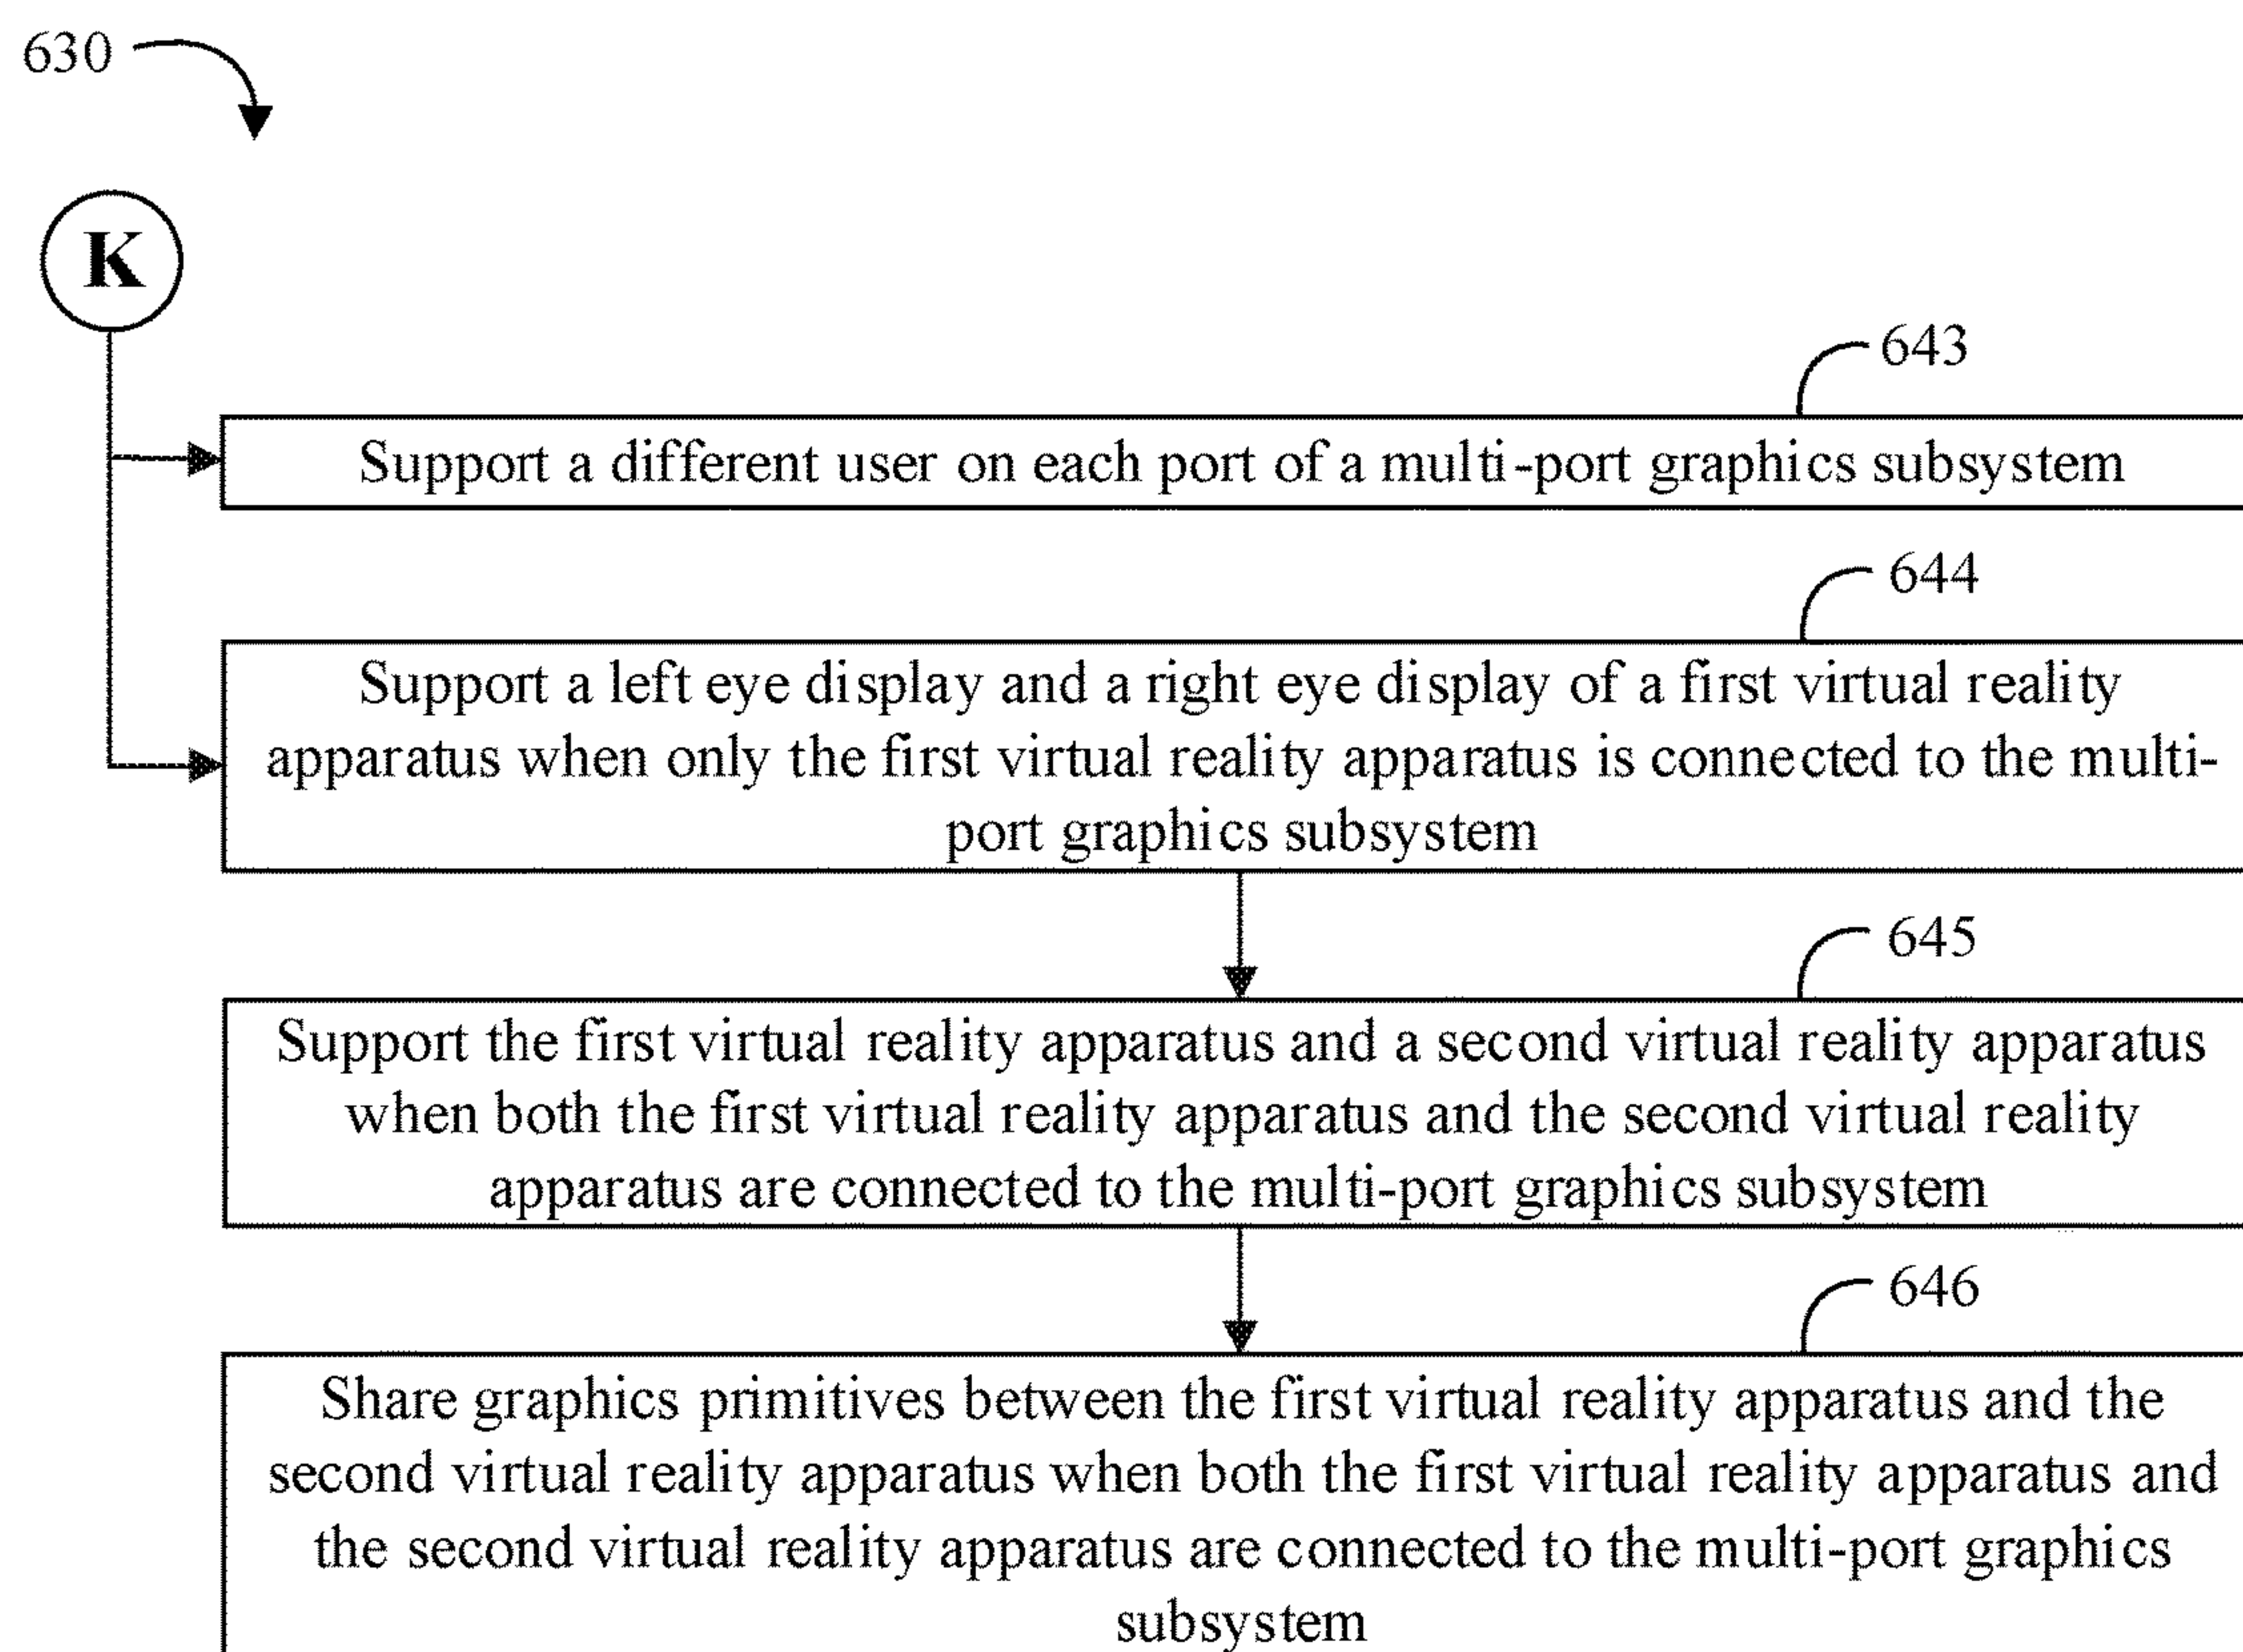 630
K
643
Support a different user on each port of a multi-port graphics subsystem
644
Support a left eye display and a right eye display of a first virtual reality
apparatus when only the first virtual reality apparatus is connected to the multi-
port graphics subsystem
645
Support the first virtual reality apparatus and a second virtual reality apparatus
when both the first virtual reality apparatus and the second virtual reality
apparatus are connected to the multi-port graphics subsystem
646
Share graphics primitives between the first virtual reality apparatus and the
second virtual reality apparatus when both the first virtual reality apparatus and
the second virtual reality apparatus are connected to the multi-port graphics
subsystem